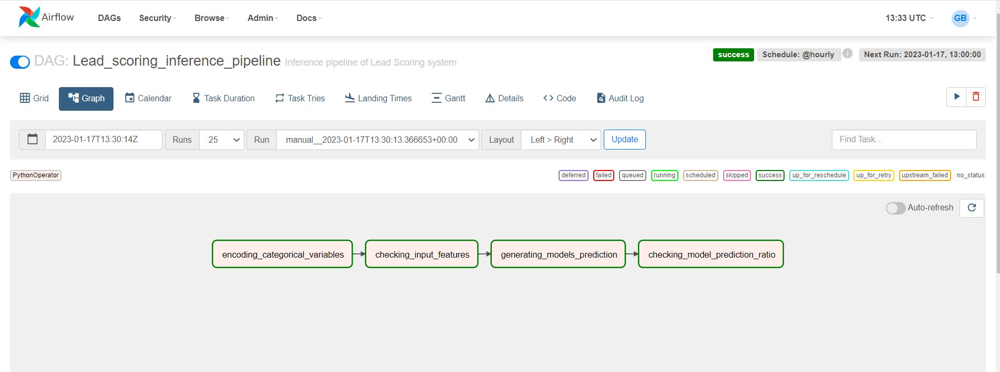 Airflow DAGs Security Browse Admin Docs 13:33 UTC GB
DAG: Lead_scoring_inference_pipeline Inference pipeline of Lead Scoring system success Schedule: @hourly i Next Run: 2023-01-17, 13:00:00
Grid Graph Calendar Task Duration Task Tries Landing Times Gantt Details Code Audit Log
2023-01-17T13:30:14Z Runs 25 Run manual__2023-01-17T13:30:13.366653+00:00 Layout Left > Right Update Find Task...
PythonOperator deferred failed queued running scheduled skipped success up_for_reschedule up_for_retry upstream_failed no_status
Auto-refresh
encoding_categorical_variables checking_input_features generating_models_prediction checking_model_prediction_ratio